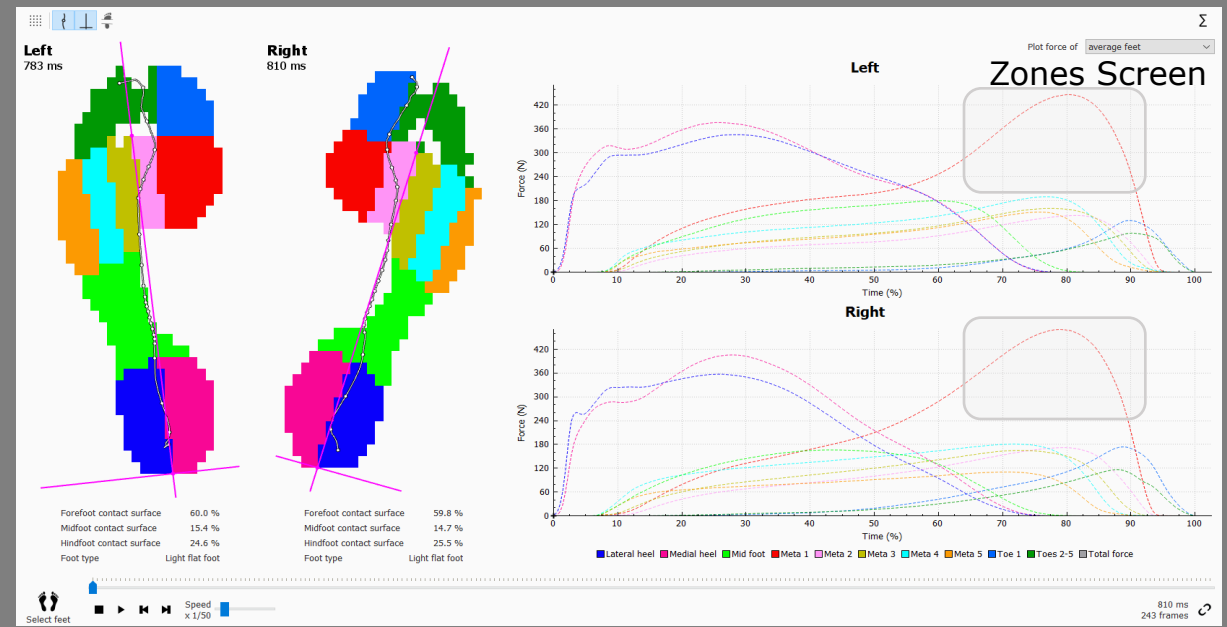 Σ
Left
783 ms
Right
810 ms
Plot force of average feet
Zones Screen
Left
Force (N)
420
360
300
240
180
120
60
0
0 10 20 30 40 50 60 70 80 90 100
Time (%)
Right
Force (N)
420
360
300
240
180
120
60
0
0 10 20 30 40 50 60 70 80 90 100
Time (%)
Lateral heel Medial heel Mid foot Meta 1 Meta 2 Meta 3 Meta 4 Meta 5 Toe 1 Toes 2-5 Total force
Forefoot contact surface 60.0 %
Midfoot contact surface 15.4 %
Hindfoot contact surface 24.6 %
Foot type Light flat foot
Forefoot contact surface 59.8 %
Midfoot contact surface 14.7 %
Hindfoot contact surface 25.5 %
Foot type Light flat foot
Select feet
Speed
x 1/50
810 ms
243 frames